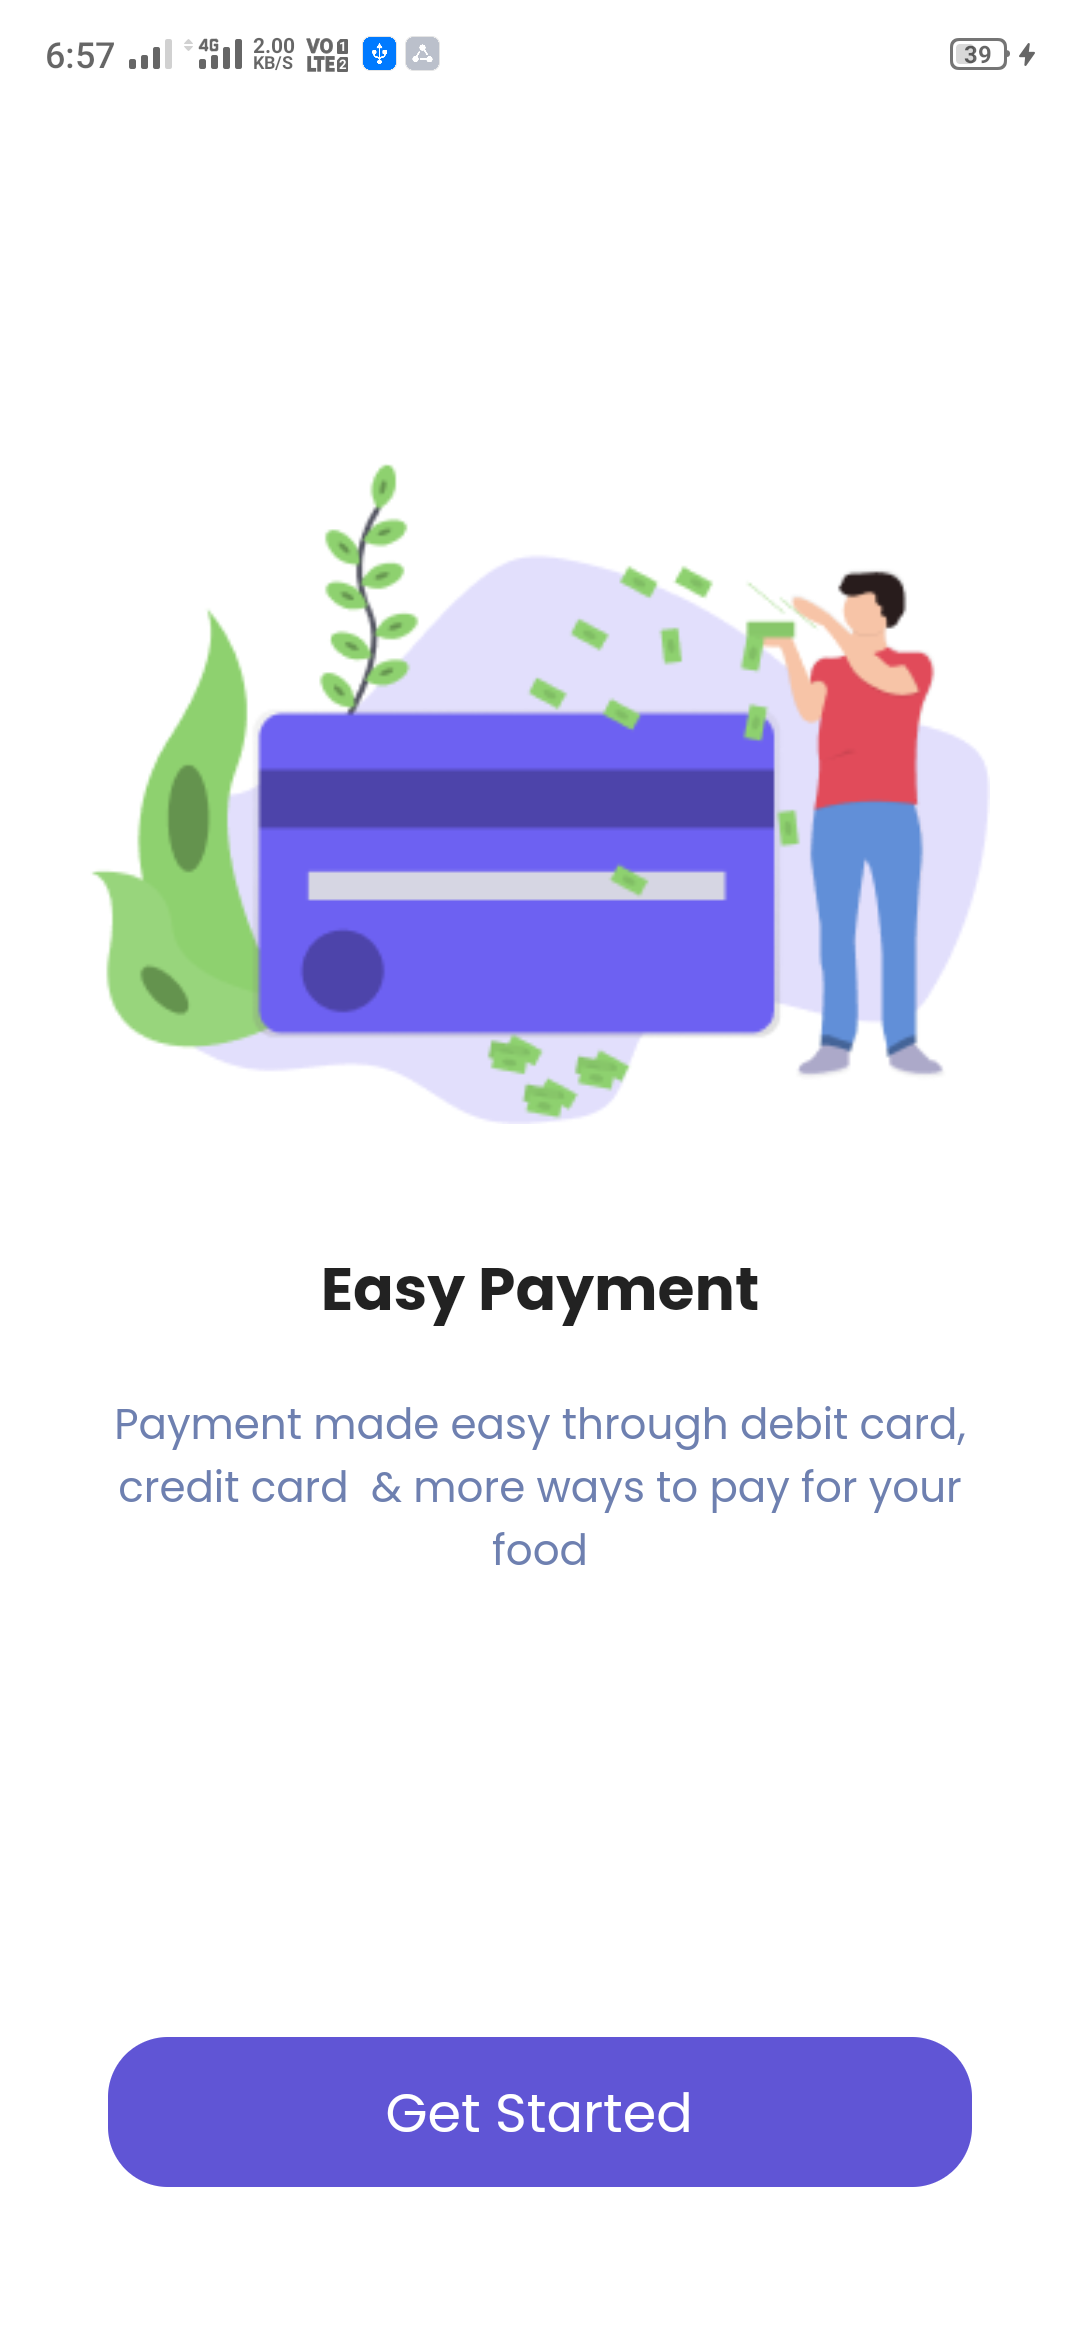 6:57 4G 2.00 KB/S VO LTE 1 2 39
Easy Payment
Payment made easy through debit card,
credit card  & more ways to pay for your
food
Get Started